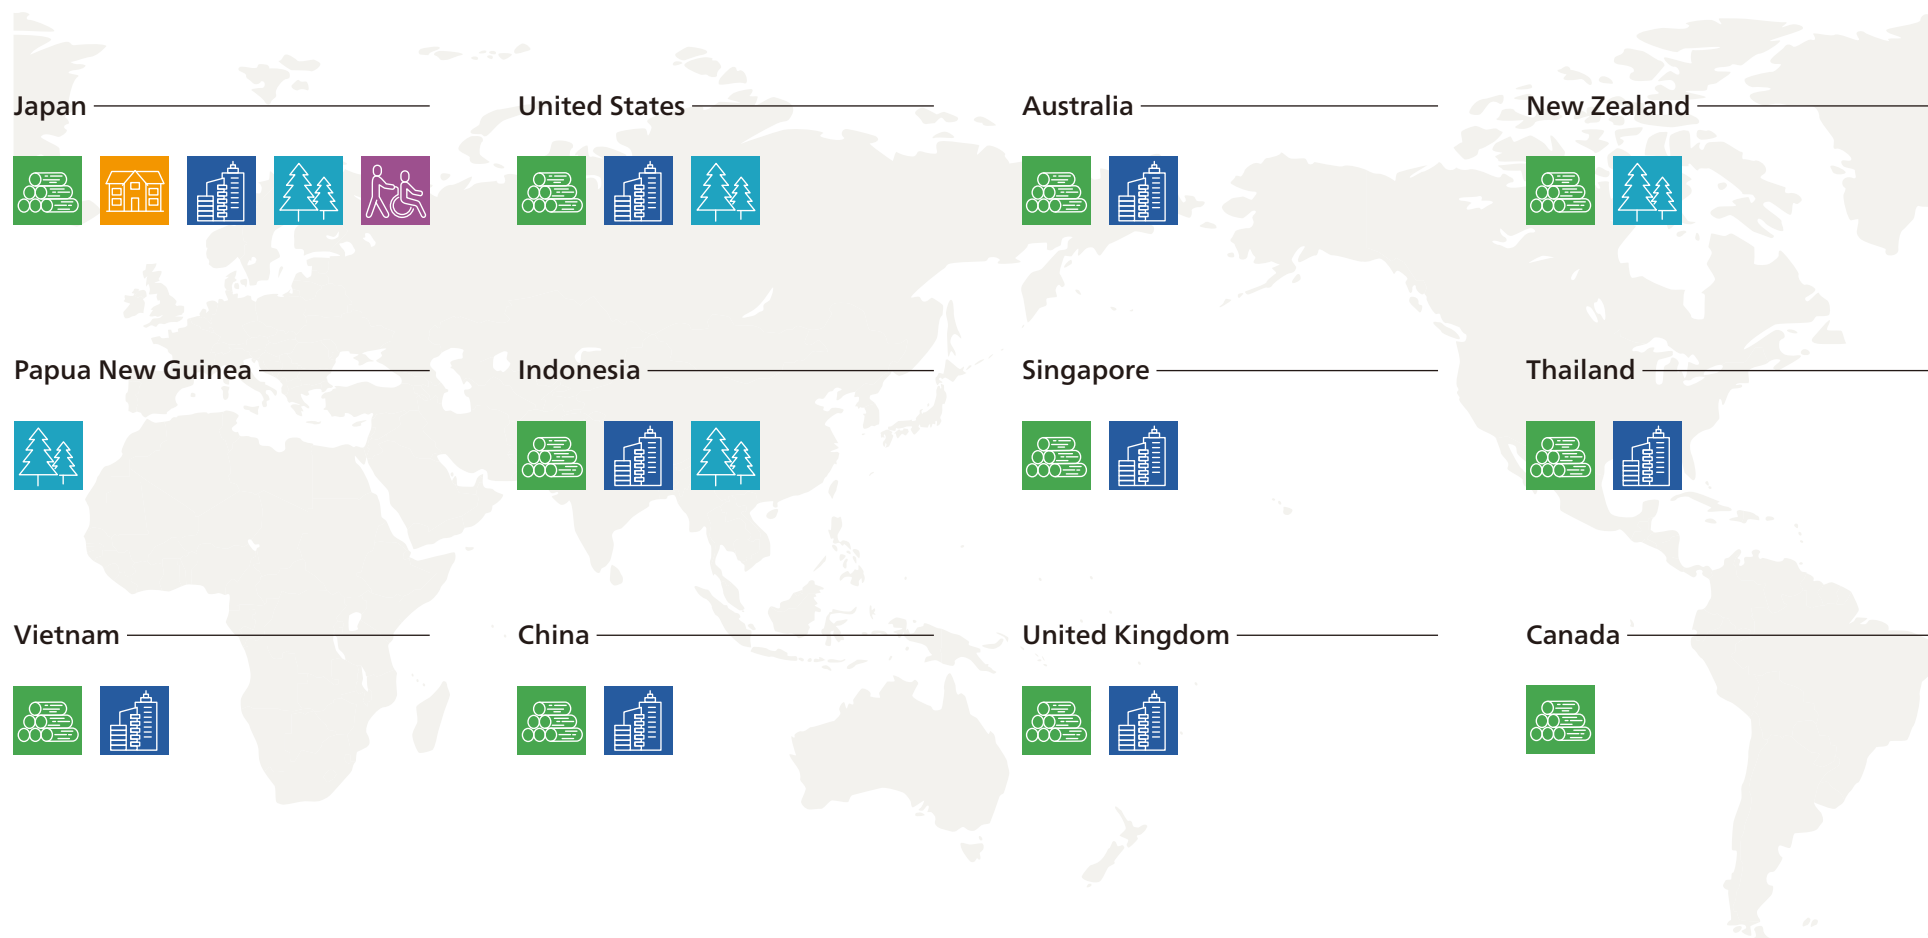 Japan
United States
Australia
New Zealand
Papua New Guinea
Indonesia
Singapore
Thailand
Vietnam
China
United Kingdom
Canada